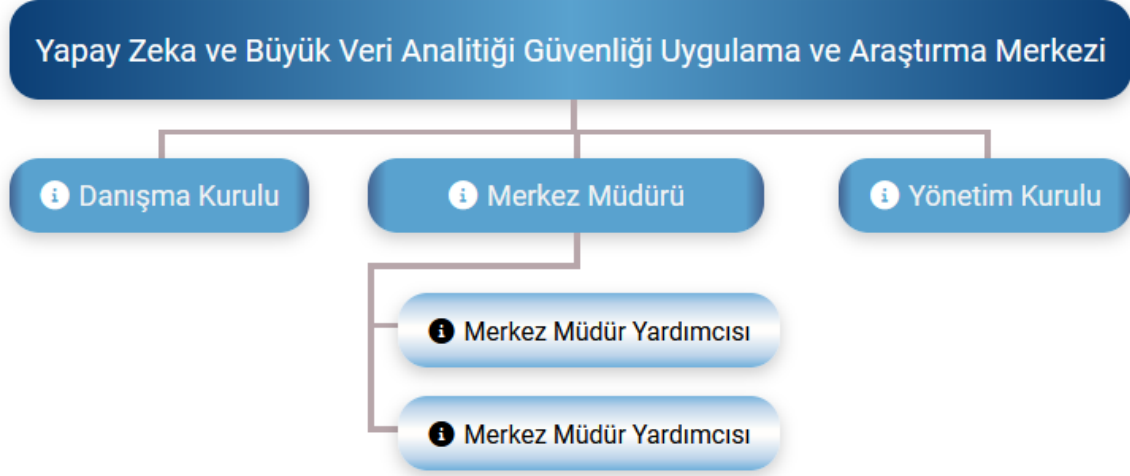 Yapay Zeka ve Büyük Veri Analitiği Güvenliği Uygulama ve Araştırma Merkezi
Danışma Kurulu
Merkez Müdürü
Yönetim Kurulu
Merkez Müdür Yardımcısı
Merkez Müdür Yardımcısı